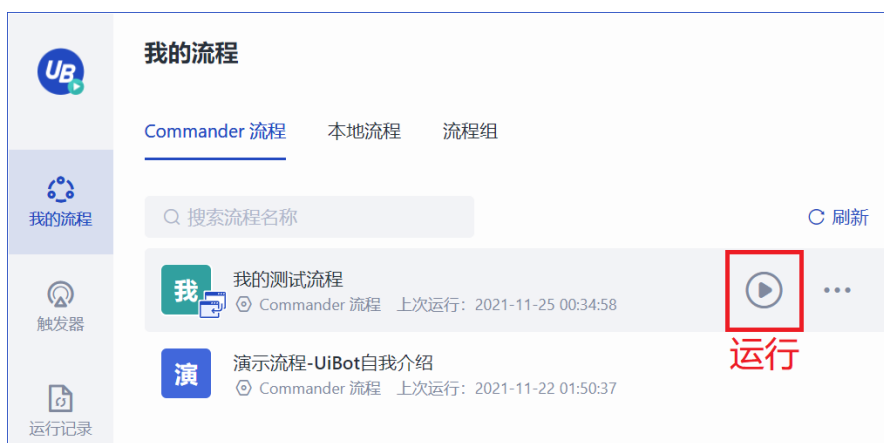 UB
我的流程
Commander 流程 本地流程 流程组
我的流程
搜索流程名称
刷新
我
我的测试流程
Commander 流程 上次运行：2021-11-25 00:34:58
运行
触发器
演
演示流程-UiBot自我介绍
Commander 流程 上次运行：2021-11-22 01:50:37
运行记录